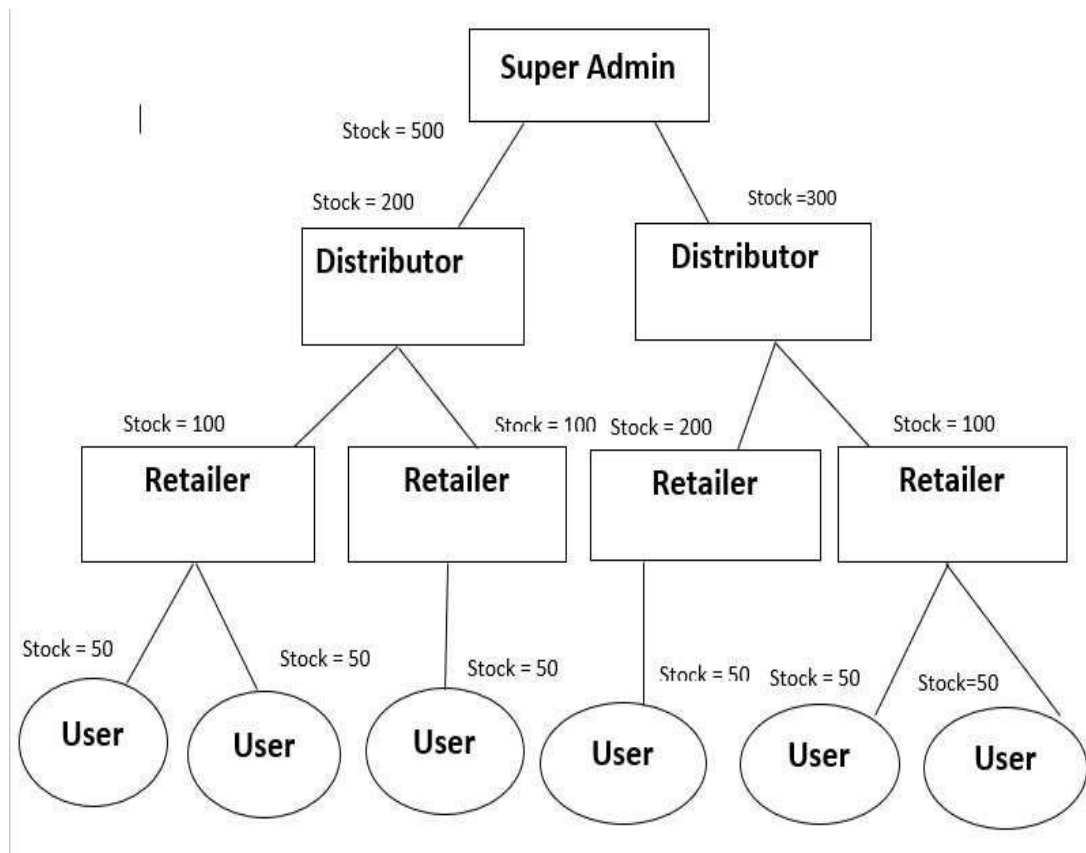 Super Admin
Stock = 500
Stock = 200
Stock =300
Distributor
Distributor
Stock = 100
Stock = 100
Stock = 200
Stock = 100
Retailer
Retailer
Retailer
Retailer
Stock = 50
Stock = 50
Stock = 50
Stock = 50
Stock = 50
Stock=50
User
User
User
User
User
User